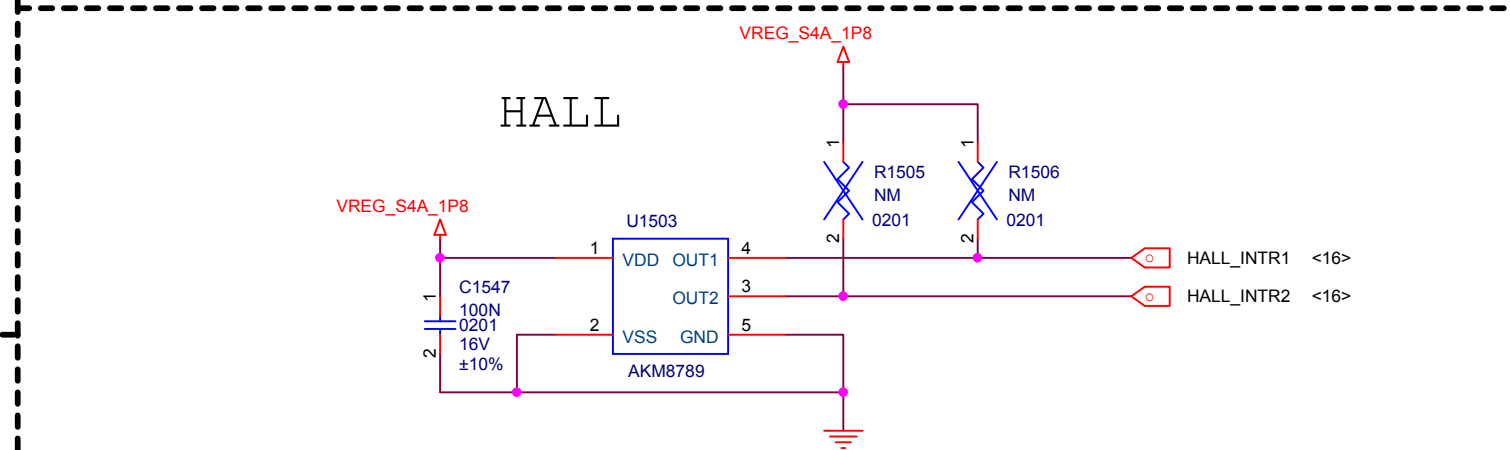 VREG_S4A_1P8
HALL
1
1
R1505
NM
0201
R1506
NM
0201
2
2
VREG_S4A_1P8
U1503
1
VDD
OUT1
4
HALL_INTR1
<16>
OUT2
3
HALL_INTR2
<16>
1
C1547
100N
0201
16V
±10%
2
2
VSS
GND
5
AKM8789